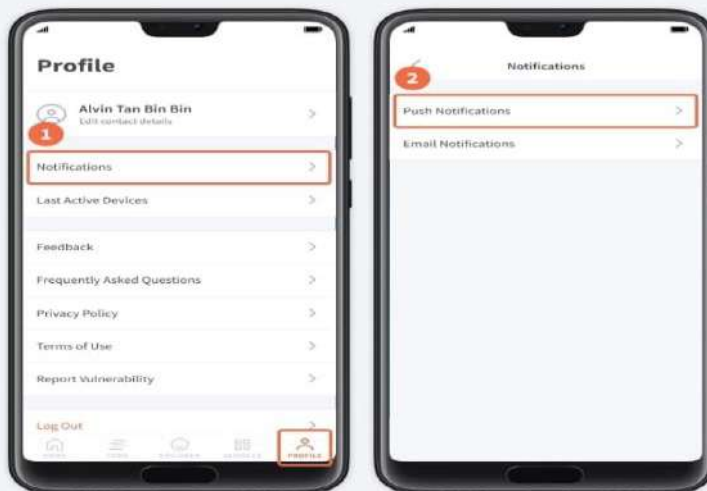 Profile
Alvin Tan Bin Bin
Edit contact details
1
Notifications
Last Active Devices
Feedback
Frequently Asked Questions
Privacy Policy
Terms of Use
Report Vulnerability
Log Out
PROFILE
2
Notifications
Push Notifications
Email Notifications